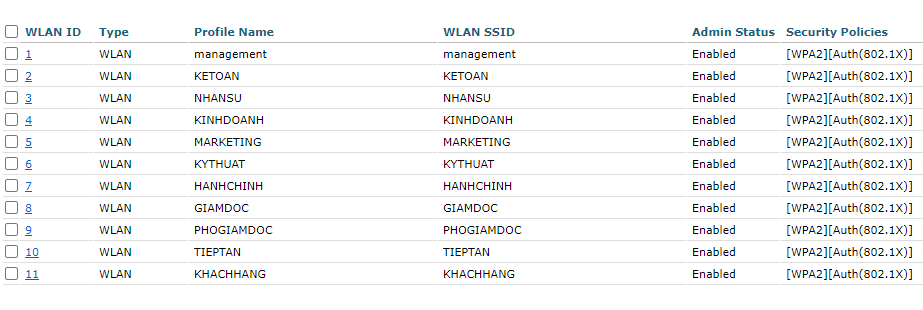 WLAN ID Type Profile Name WLAN SSID Admin Status Security Policies
1 WLAN management management Enabled [WPA2][Auth(802.1X)]
2 WLAN KETOAN KETOAN Enabled [WPA2][Auth(802.1X)]
3 WLAN NHANSU NHANSU Enabled [WPA2][Auth(802.1X)]
4 WLAN KINHDOANH KINHDOANH Enabled [WPA2][Auth(802.1X)]
5 WLAN MARKETING MARKETING Enabled [WPA2][Auth(802.1X)]
6 WLAN KYTHUAT KYTHUAT Enabled [WPA2][Auth(802.1X)]
7 WLAN HANHCHINH HANHCHINH Enabled [WPA2][Auth(802.1X)]
8 WLAN GIAMDOC GIAMDOC Enabled [WPA2][Auth(802.1X)]
9 WLAN PHOGIAMDOC PHOGIAMDOC Enabled [WPA2][Auth(802.1X)]
10 WLAN TIEPTAN TIEPTAN Enabled [WPA2][Auth(802.1X)]
11 WLAN KHACHHANG KHACHHANG Enabled [WPA2][Auth(802.1X)]